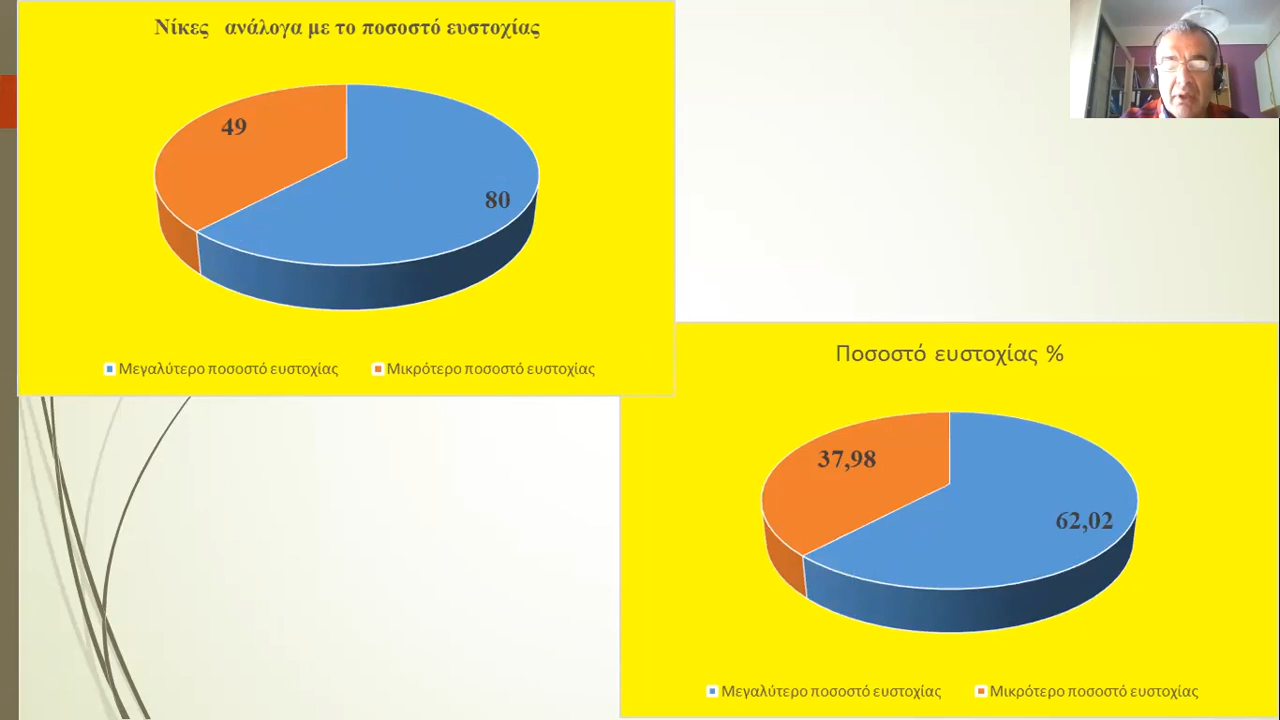 Νίκες ανάλογα με το ποσοστό ευστοχίας
49
80
Μεγαλύτερο ποσοστό ευστοχίας Μικρότερο ποσοστό ευστοχίας
Ποσοστό ευστοχίας %
37,98
62,02
Μεγαλύτερο ποσοστό ευστοχίας Μικρότερο ποσοστό ευστοχίας